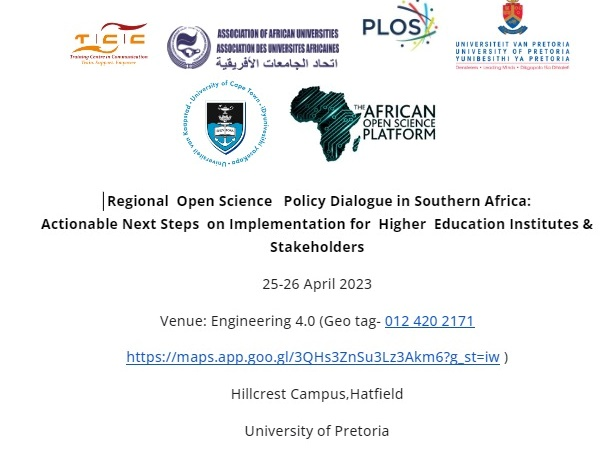 TCC
Training Centre in Communication
ASSOCIATION OF AFRICAN UNIVERSITIES
ASSOCIATION DES UNIVERSITES AFRICAINES
اتحاد الجامعات الأفريقية
PLOS
UNIVERSITEIT VAN PRETORIA
UNIVERSITY OF PRETORIA
YUNIBESITHI YA PRETORIA
University of Cape Town
Universiteit van Kaapstad
THE AFRICAN
OPEN SCIENCE
PLATFORM
Regional Open Science Policy Dialogue in Southern Africa:
Actionable Next Steps on Implementation for Higher Education Institutes &
Stakeholders
25-26 April 2023
Venue: Engineering 4.0 (Geo tag- 012 420 2171
https://maps.app.goo.gl/3QHs3ZnSu3Lz3Akm6?g_st=iw )
Hillcrest Campus,Hatfield
University of Pretoria